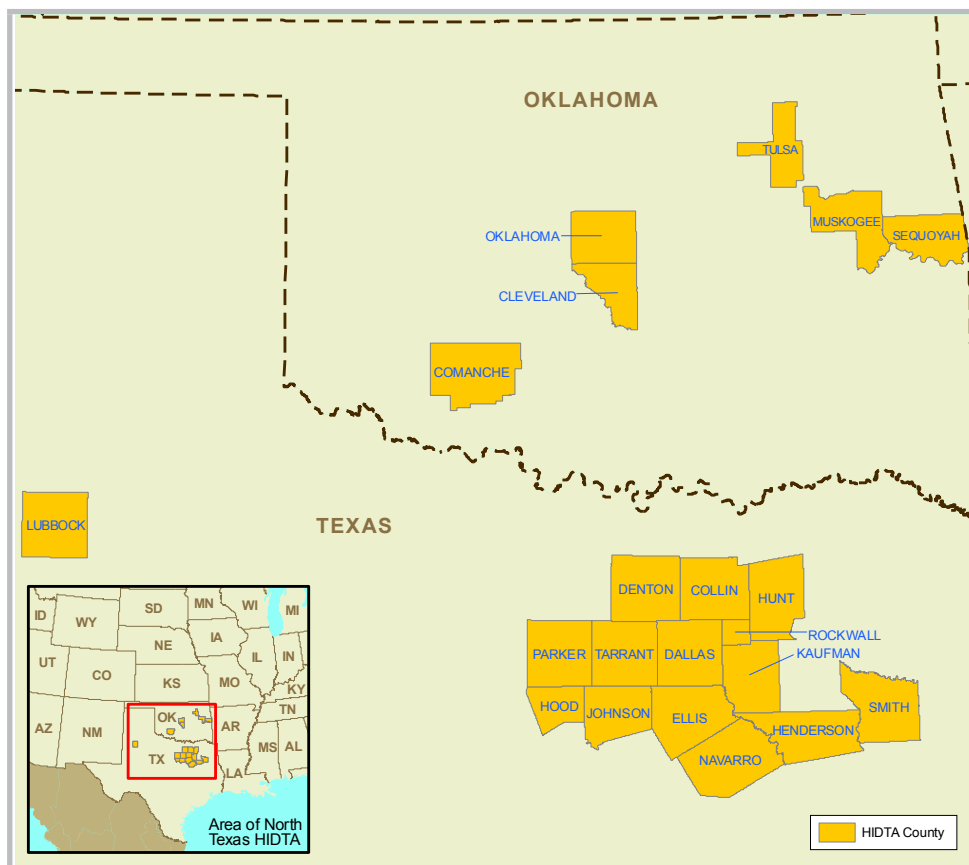 OKLAHOMA
TULSA
MUSKOGEE
SEQUOYAH
OKLAHOMA
CLEVELAND
COMANCHE
LUBBOCK
TEXAS
DENTON
COLLIN
HUNT
ROCKWALL
KAUFMAN
PARKER
TARRANT
DALLAS
HOOD
JOHNSON
ELLIS
NAVARRO
HENDERSON
SMITH
ID
WY
SD
MN
WI
MI
NE
IA
UT
CO
IL
IN
KS
MO
KY
TN
AZ
NM
OK
AR
TX
MS
AL
LA
Area of North
Texas HIDTA
HIDTA County